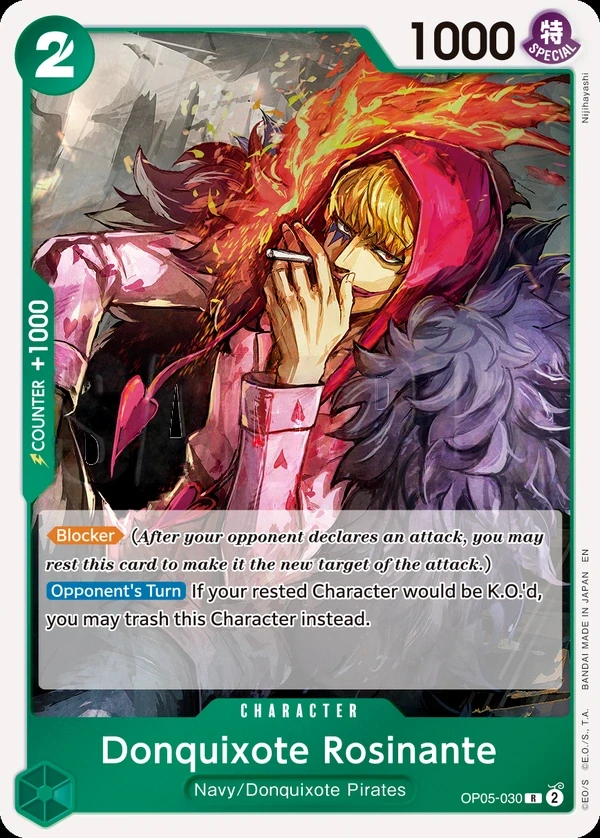 2
1000
特
SPECIAL
Nijihayashi
COUNTER +1000
Blocker (After your opponent declares an attack, you may
rest this card to make it the new target of the attack.)
Opponent's Turn If your rested Character would be K.O.'d,
you may trash this Character instead.
BANDAI MADE IN JAPAN EN
©E.O./S., T.A.
©EO/S
CHARACTER
Donquixote Rosinante
Navy/Donquixote Pirates
OP05-030 R 2